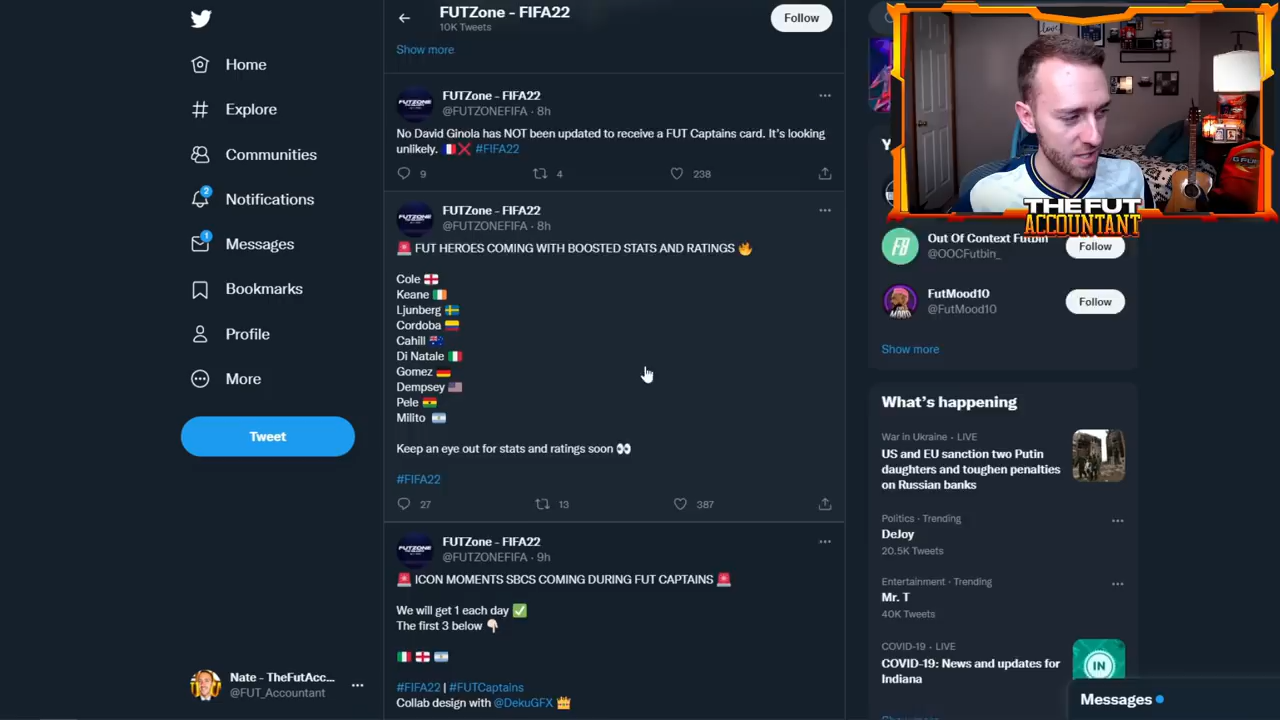 Home
Explore
Communities
2
Notifications
1
Messages
Bookmarks
Profile
More
Tweet
Nate - TheFutAcc...
@FUT_Accountant
FUTZone - FIFA22
10K Tweets
Follow
Show more
FUTZone - FIFA22
@FUTZONEFIFA · 8h
No David Ginola has NOT been updated to receive a FUT Captains card. It's looking
unlikely. 🇫🇷❌ #FIFA22
9 4 238
FUTZone - FIFA22
@FUTZONEFIFA · 8h
🚨 FUT HEROES COMING WITH BOOSTED STATS AND RATINGS 🔥
Cole 🏴󠁧󠁢󠁥󠁮󠁧󠁿
Keane 🇮🇪
Ljunberg 🇸🇪
Cordoba 🇨🇴
Cahill 🇦🇺
Di Natale 🇮🇹
Gomez 🇩🇪
Dempsey 🇺🇸
Pele 🇬🇭
Milito 🇦🇷
Keep an eye out for stats and ratings soon 👀
#FIFA22
27 13 387
FUTZone - FIFA22
@FUTZONEFIFA · 9h
🚨 ICON MOMENTS SBCS COMING DURING FUT CAPTAINS 🚨
We will get 1 each day ✅
The first 3 below 👇🏻
🇮🇹 🏴󠁧󠁢󠁥󠁮󠁧󠁿 🇦🇷
#FIFA22 | #FUTCaptains
Collab design with @DekuGFX 👑
THE FUT
ACCOUNTANT
Y
Out Of Context Futbin
@OOCFutbin_
Follow
FutMood10
@FutMood10
Follow
Show more
What's happening
War in Ukraine · LIVE
US and EU sanction two Putin
daughters and toughen penalties
on Russian banks
Politics · Trending
DeJoy
20.5K Tweets
Entertainment · Trending
Mr. T
40K Tweets
COVID-19 · LIVE
COVID-19: News and updates for
Indiana
IN
Messages